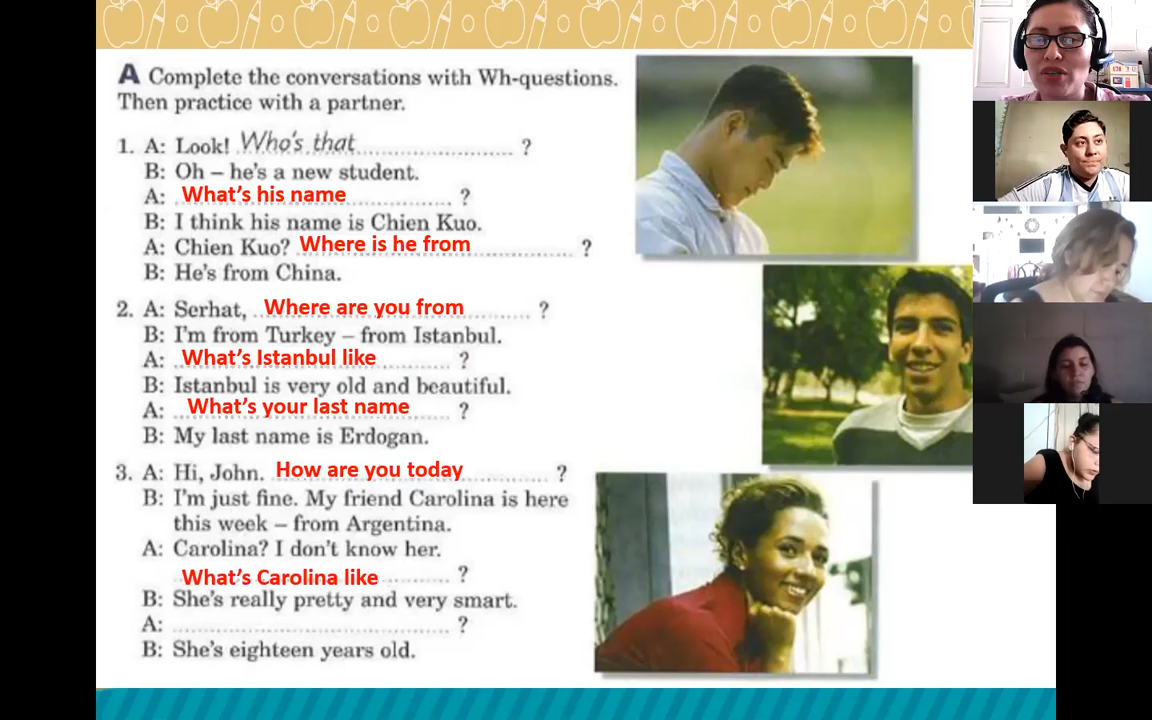 A Complete the conversations with Wh-questions.
Then practice with a partner.
1. A: Look! Who's that ?
B: Oh – he's a new student.
A: What's his name ?
B: I think his name is Chien Kuo.
A: Chien Kuo? Where is he from ?
B: He's from China.
2. A: Serhat, Where are you from ?
B: I'm from Turkey – from Istanbul.
A: What's Istanbul like ?
B: Istanbul is very old and beautiful.
A: What's your last name ?
B: My last name is Erdogan.
3. A: Hi, John. How are you today ?
B: I'm just fine. My friend Carolina is here
this week – from Argentina.
A: Carolina? I don't know her.
What's Carolina like ?
B: She's really pretty and very smart.
A: ?
B: She's eighteen years old.